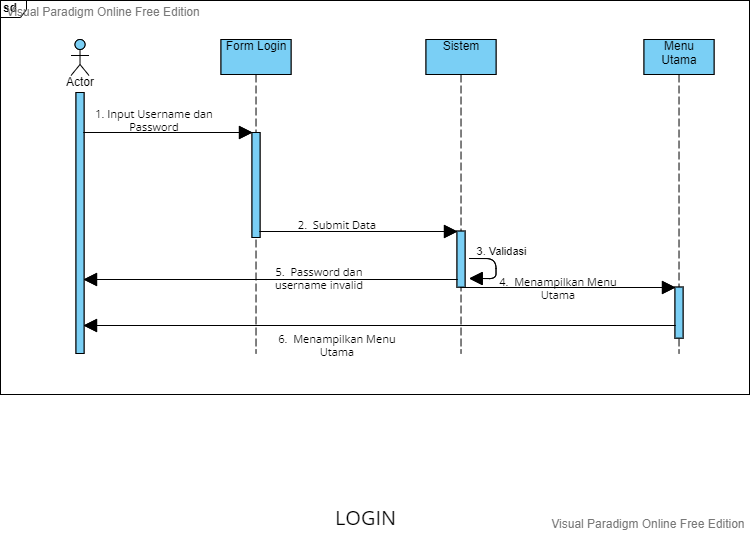 sd
Visual Paradigm Online Free Edition
Form Login
Sistem
Menu
Utama
Actor
1. Input Username dan
Password
2. Submit Data
3. Validasi
5. Password dan
username invalid
4. Menampilkan Menu
Utama
6. Menampilkan Menu
Utama
LOGIN
Visual Paradigm Online Free Edition